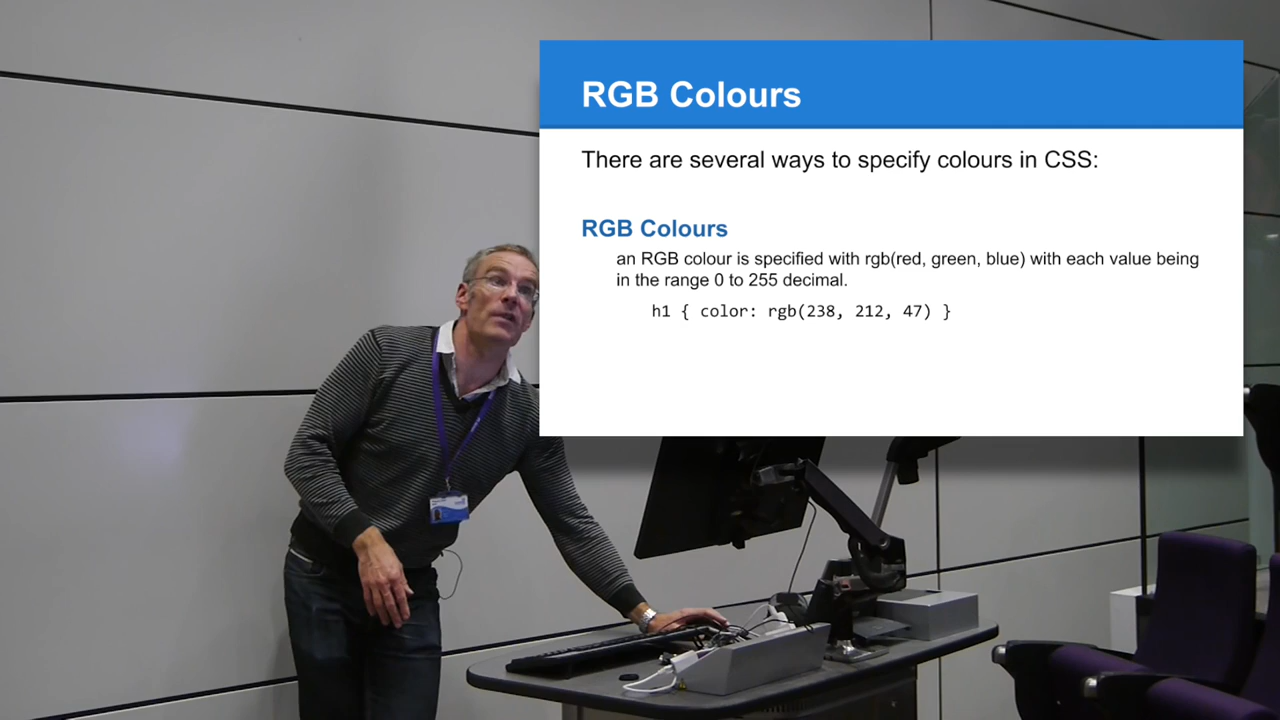 RGB Colours
There are several ways to specify colours in CSS:
RGB Colours
an RGB colour is specified with rgb(red, green, blue) with each value being
in the range 0 to 255 decimal.
h1 { color: rgb(238, 212, 47) }